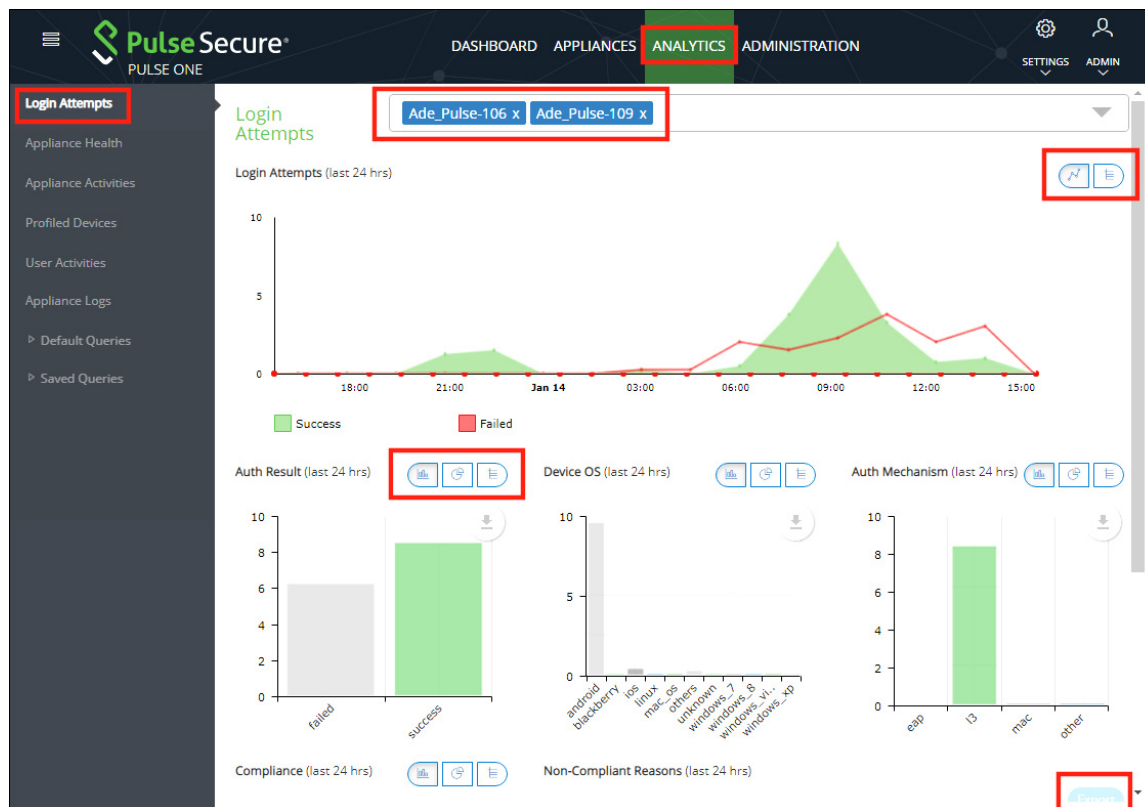 Pulse Secure®
PULSE ONE
DASHBOARD
APPLIANCES
ANALYTICS
ADMINISTRATION
SETTINGS
ADMIN
Login Attempts
Appliance Health
Appliance Activities
Profiled Devices
User Activities
Appliance Logs
Default Queries
Saved Queries
Login
Attempts
Ade_Pulse-106 x
Ade_Pulse-109 x
Login Attempts (last 24 hrs)
10
5
0
18:00
21:00
Jan 14
03:00
06:00
09:00
12:00
15:00
Success
Failed
Auth Result (last 24 hrs)
10
8
6
4
2
0
failed
success
Device OS (last 24 hrs)
10
5
0
android
blackberry
ios
linux
mac_os
others
unknown
windows_7
windows_8
windows_vi..
windows_xp
Auth Mechanism (last 24 hrs)
10
8
6
4
2
0
eap
l3
mac
other
Compliance (last 24 hrs)
Non-Compliant Reasons (last 24 hrs)